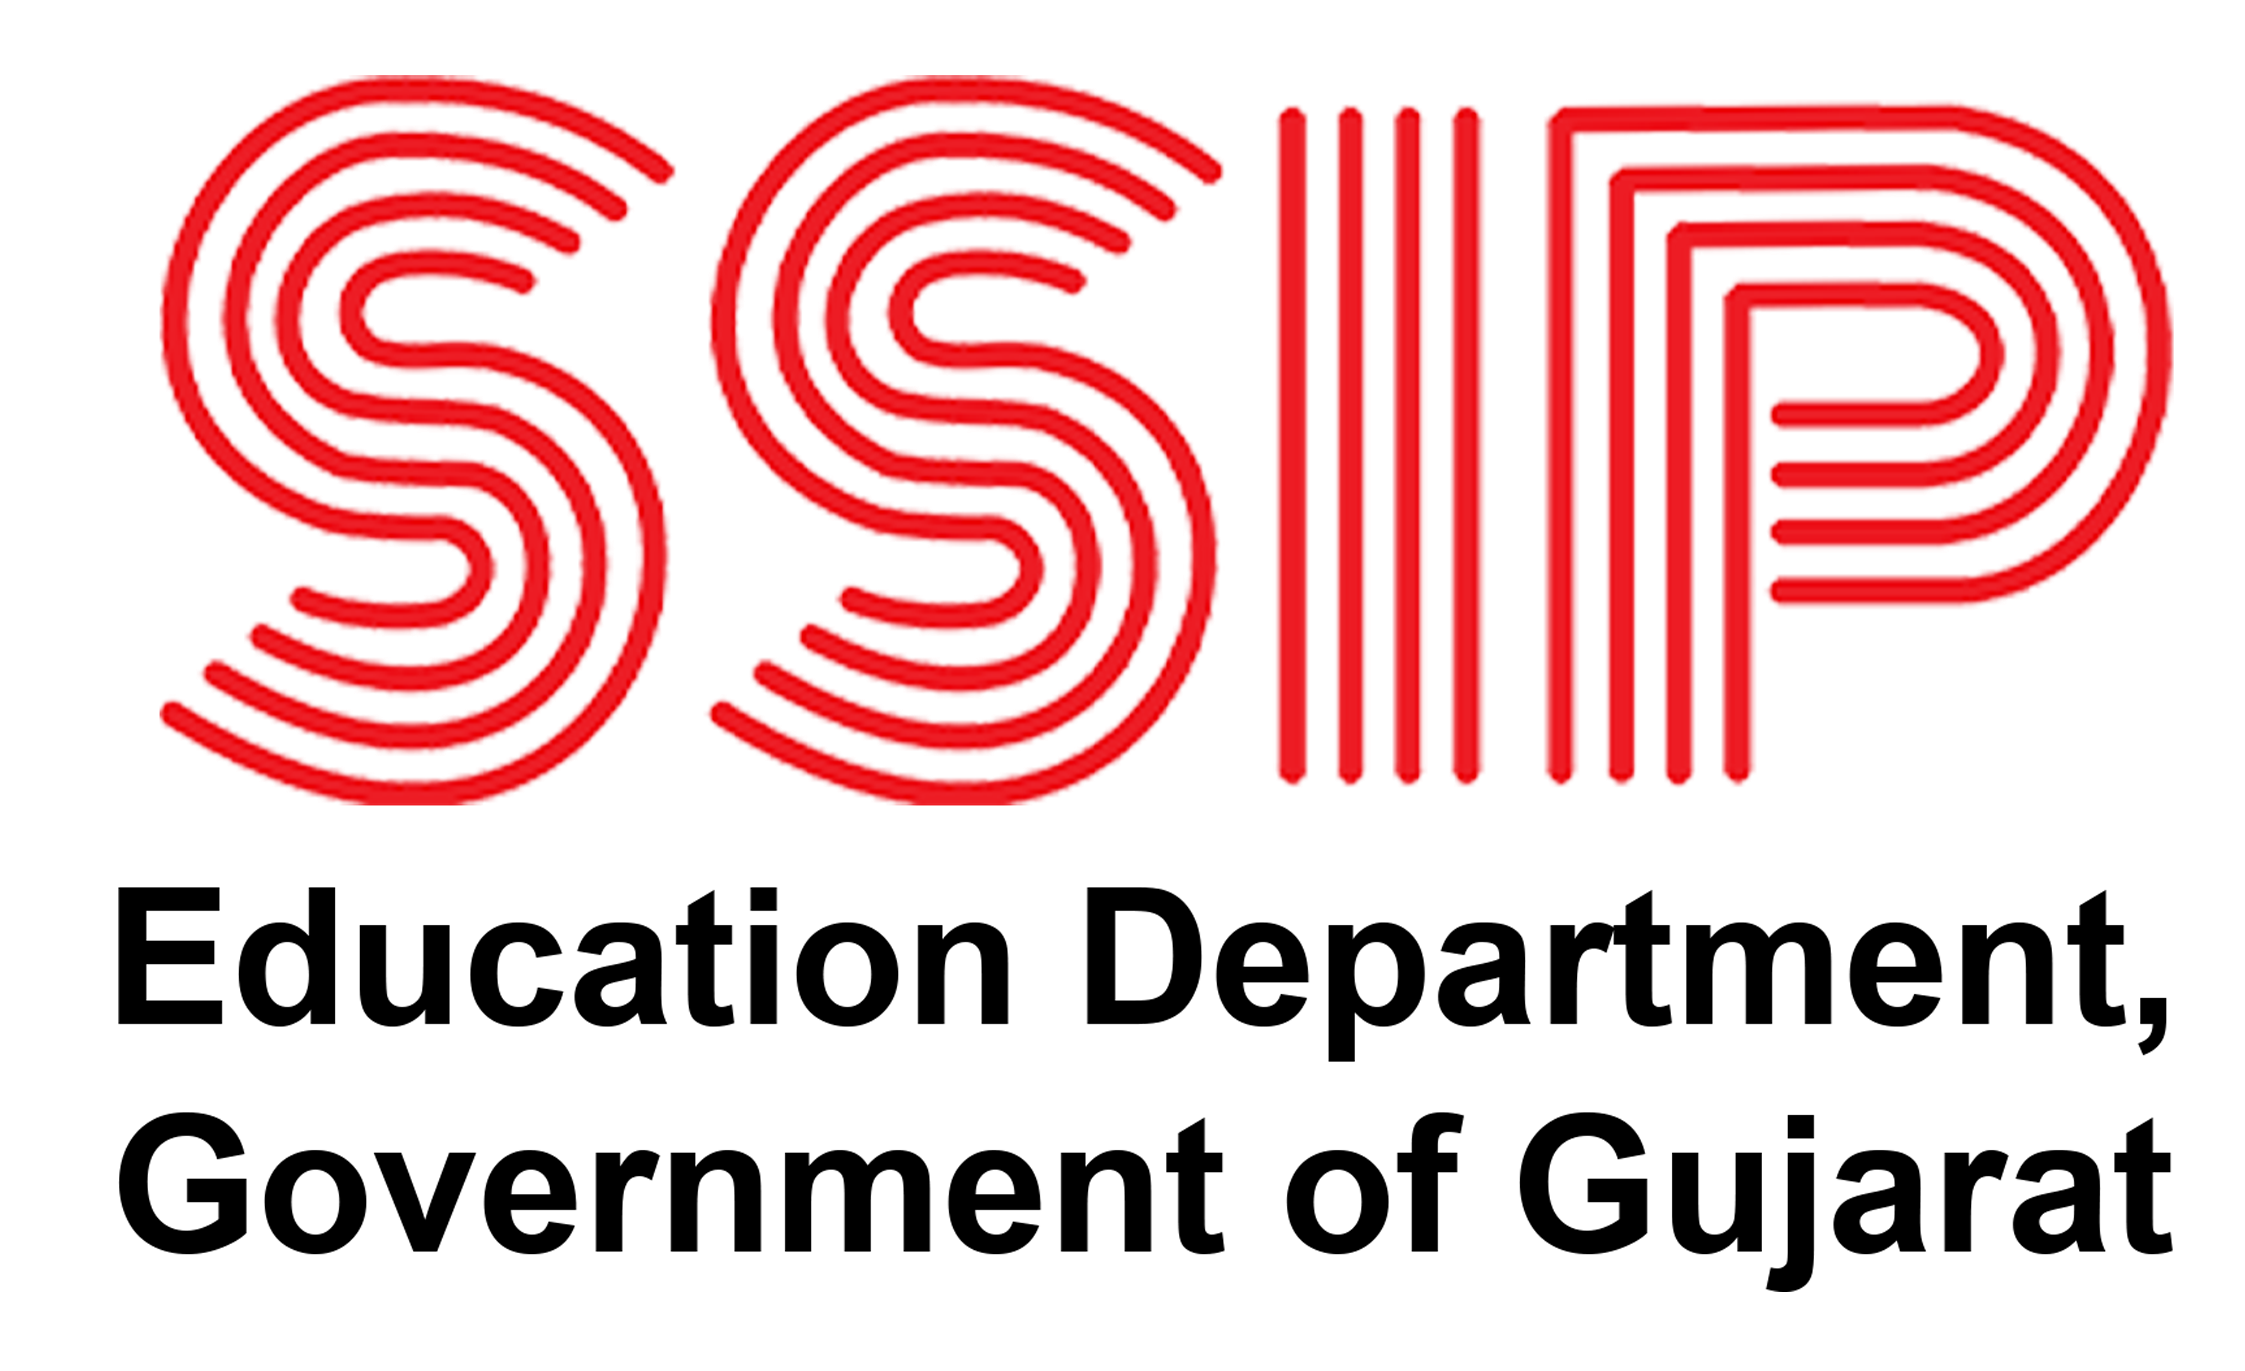 SSIP
Education Department,
Government of Gujarat